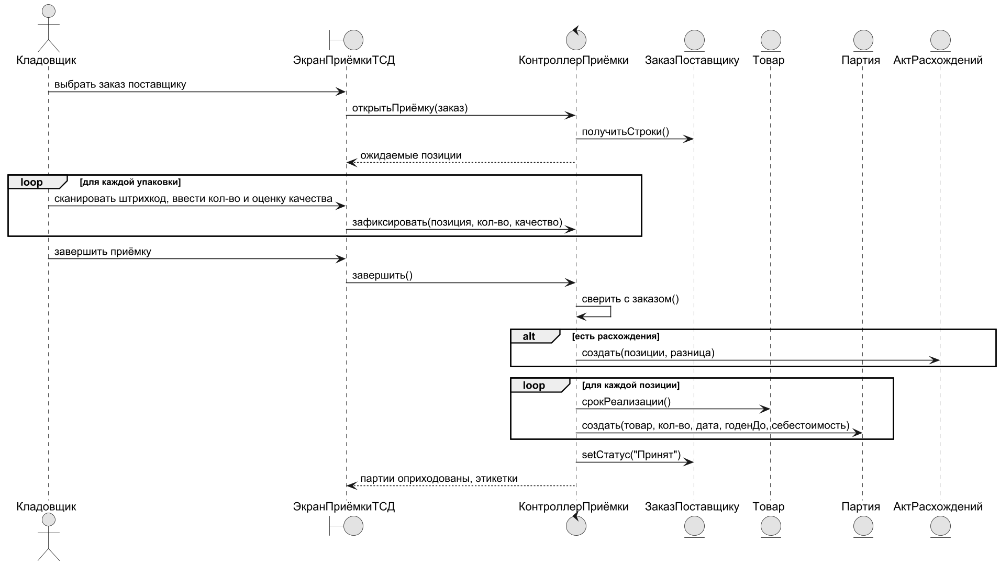 Кладовщик
ЭкранПриёмкиТСД
КонтроллерПриёмки
ЗаказПоставщику
Товар
Партия
АктРасхождений
выбрать заказ поставщику
открытьПриёмку(заказ)
получитьСтроки()
ожидаемые позиции
loop [для каждой упаковки]
сканировать штрихкод, ввести кол-во и оценку качества
зафиксировать(позиция, кол-во, качество)
завершить приёмку
завершить()
сверить с заказом()
alt [есть расхождения]
создать(позиции, разница)
loop [для каждой позиции]
срокРеализации()
создать(товар, кол-во, дата, годенДо, себестоимость)
setСтатус("Принят")
партии оприходованы, этикетки
Кладовщик
ЭкранПриёмкиТСД
КонтроллерПриёмки
ЗаказПоставщику
Товар
Партия
АктРасхождений